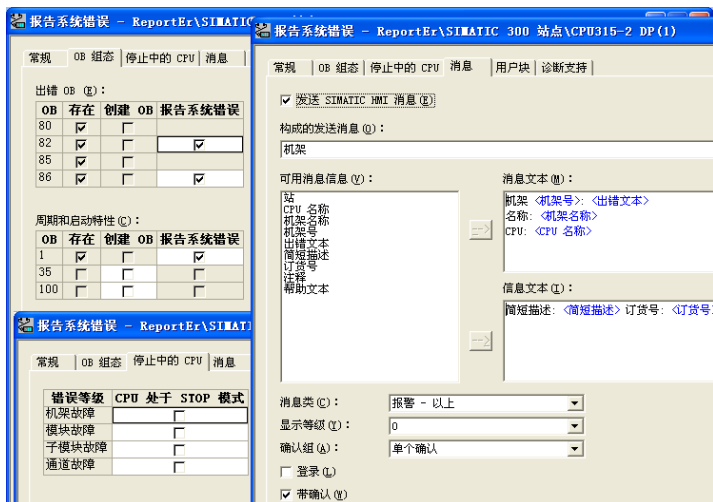 报告系统错误 - ReportEr\SIMATIC
常规 OB 组态 停止中的 CPU 消息
出错 OB (E):
OB 存在 创建 OB 报告系统错误
80
82
85
86
周期和启动特性(C):
OB 存在 创建 OB 报告系统错误
1
35
100
报告系统错误 - ReportEr\SIMATI
常规 OB 组态 停止中的 CPU 消息
错误等级 CPU 处于 STOP 模式
机架故障
模块故障
子模块故障
通道故障
报告系统错误 - ReportEr\SIMATIC 300 站点\CPU315-2 DP(1)
常规 OB 组态 停止中的 CPU 消息 用户块 诊断支持
发送 SIMATIC HMI 消息(E)
构成的发送消息(O):
机架
可用消息信息(V):
站
CPU 名称
机架名称
机架号
出错文本
简短描述
订货号
注释
帮助文本
-->
消息文本(M):
机架 <机架号>: <出错文本>
名称: <机架名称>
CPU: <CPU 名称>
信息文本(I):
-->
简短描述: <简短描述> 订货号: <订货号
消息类(C): 报警 - 以上
显示等级(Y): 0
确认组(A): 单个确认
登录(L)
带确认(W)